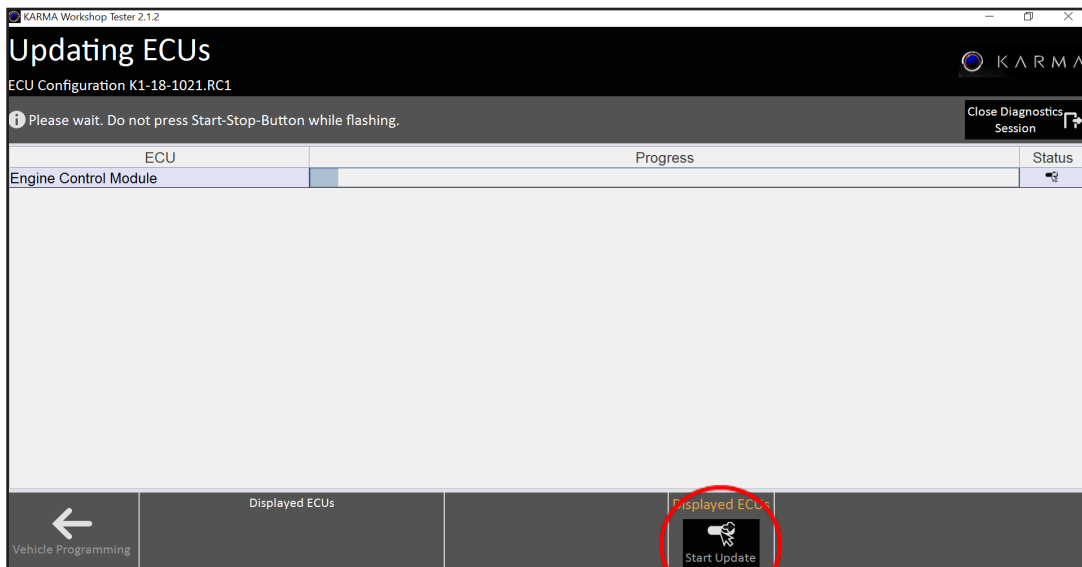 KARMA Workshop Tester 2.1.2
Updating ECUs
KARMA
ECU Configuration K1-18-1021.RC1
Please wait. Do not press Start-Stop-Button while flashing.
Close Diagnostics
Session
ECU Progress Status
Engine Control Module
Displayed ECUs Displayed ECUs
Vehicle Programming
Start Update